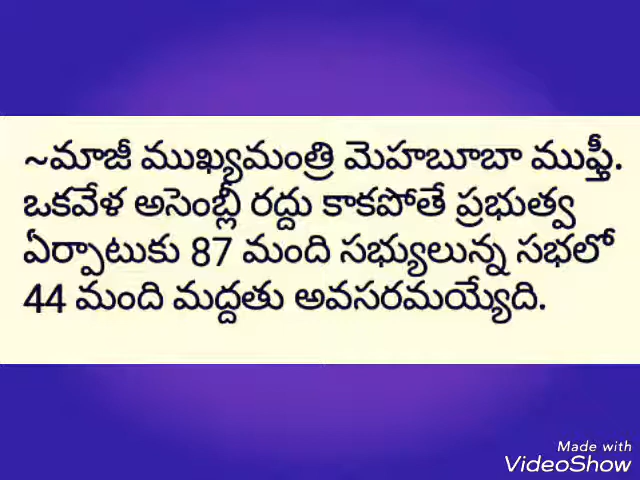 ~మాజీ ముఖ్యమంత్రి మెహబూబా ముఫ్తీ.
ఒకవేళ అసెంబ్లీ రద్దు కాకపోతే ప్రభుత్వ
ఏర్పాటుకు 87 మంది సభ్యులున్న సభలో
44 మంది మద్దతు అవసరమయ్యేది.
Made with
VideoShow